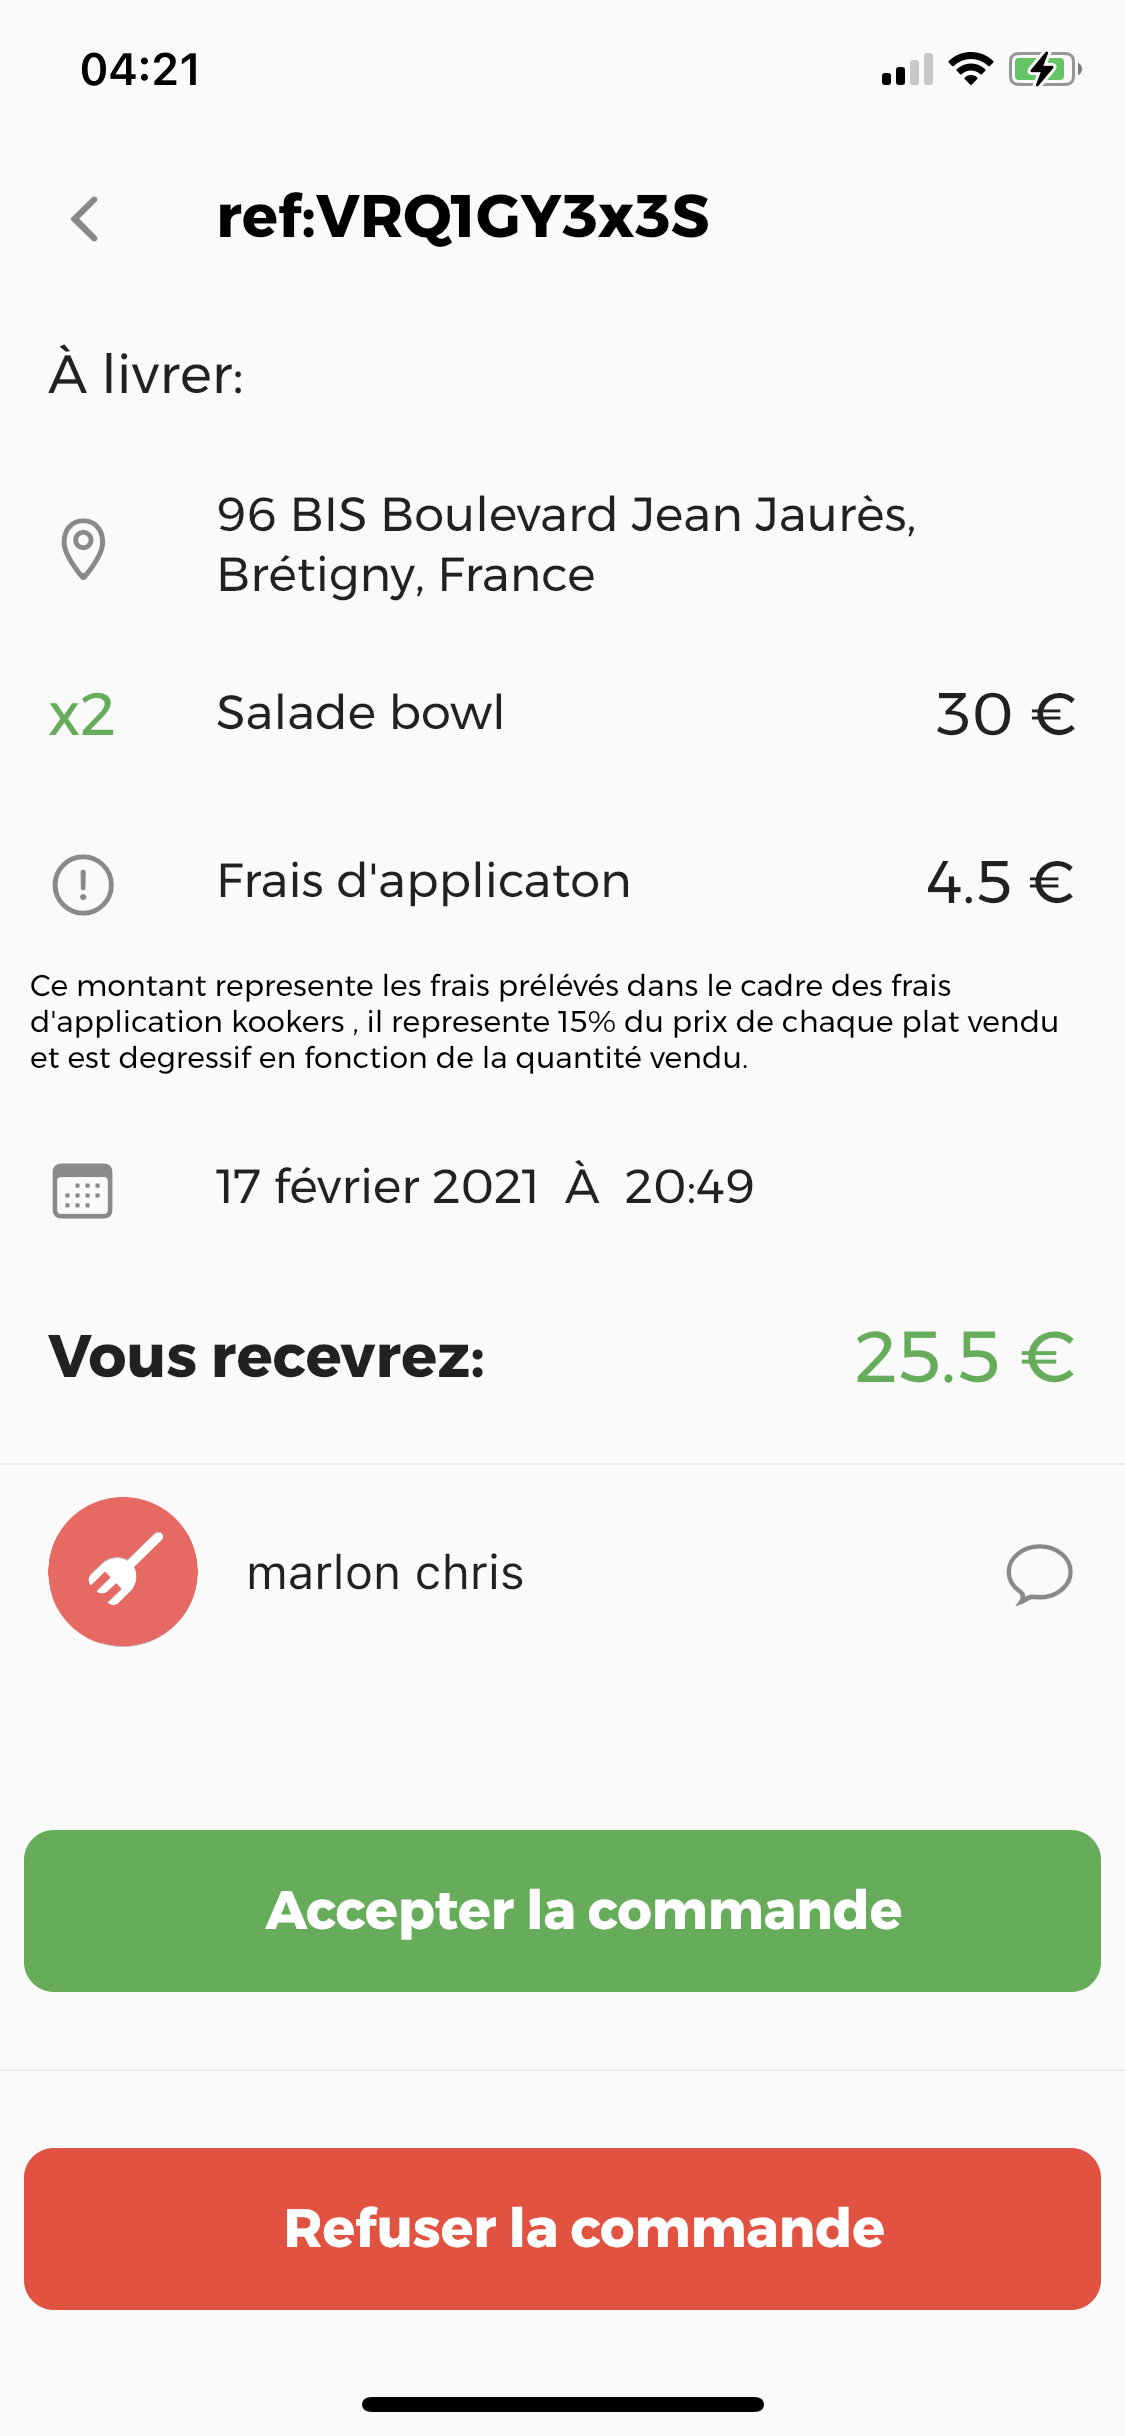 04:21
ref:VRQ1GY3x3S
À livrer:
96 BIS Boulevard Jean Jaurès,
Brétigny, France
x2 Salade bowl 30 €
Frais d'applicaton 4.5 €
Ce montant represente les frais prélévés dans le cadre des frais
d'application kookers , il represente 15% du prix de chaque plat vendu
et est degressif en fonction de la quantité vendu.
17 février 2021 À 20:49
Vous recevrez: 25.5 €
marlon chris
Accepter la commande
Refuser la commande